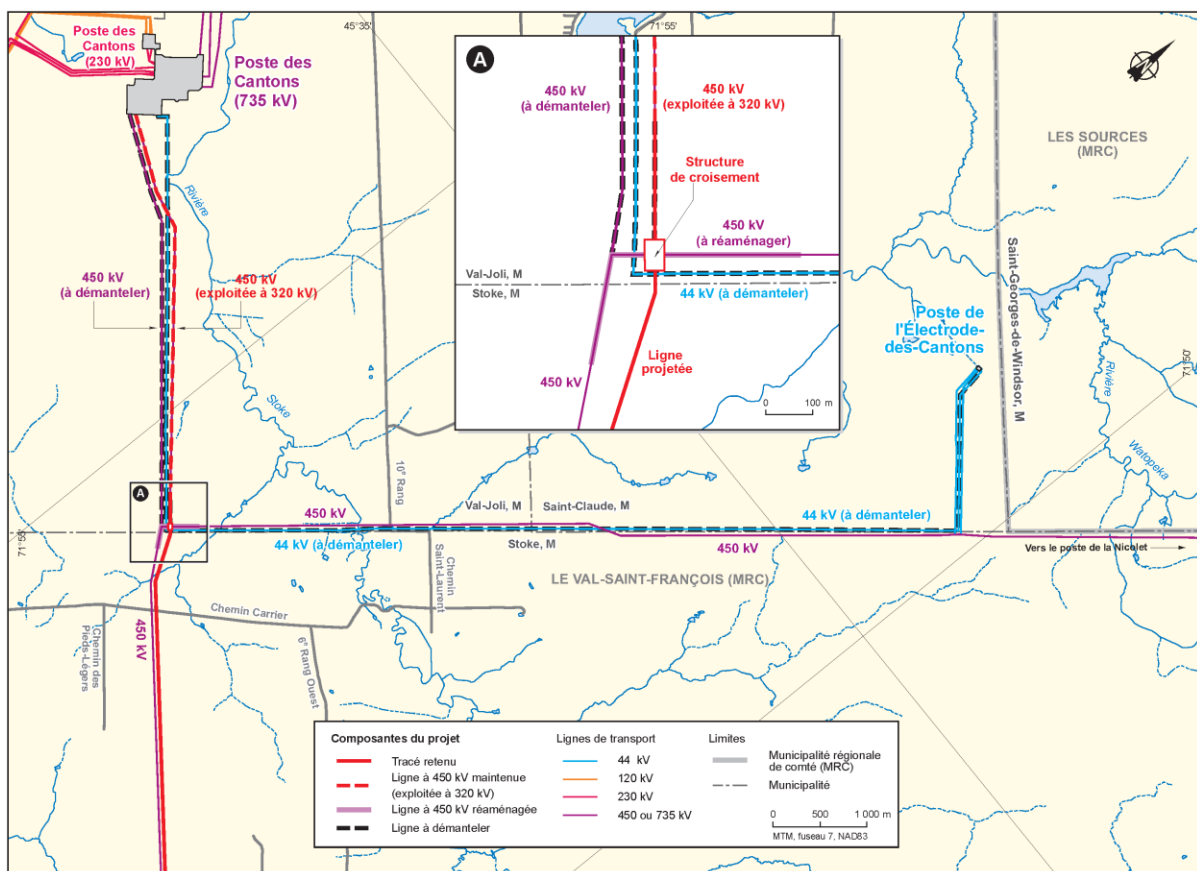 Poste des
Cantons
(230 kV)
Poste des
Cantons
(735 kV)
45°35'
71°55'
A
450 kV
(à démanteler)
450 kV
(exploitée à 320 kV)
Structure
de croisement
450 kV
(à réaménager)
Val-Joli, M
Stoke, M
44 kV (à démanteler)
Ligne
projetée
450 kV
0 100 m
LES SOURCES
(MRC)
Saint-Georges-de-Windsor, M
71°50'
Rivière
Watopeka
Poste de
l'Électrode-
des-Cantons
Rivière
Stoke
450 kV
(à démanteler)
450 kV
(exploitée à 320 kV)
10e Rang
A
71°55'
450 kV
Val-Joli, M
Saint-Claude, M
44 kV (à démanteler)
44 kV (à démanteler)
Stoke, M
450 kV
Vers le poste de la Nicolet
Chemin
Saint-Laurent
LE VAL-SAINT-FRANÇOIS (MRC)
Chemin Carrier
450 kV
Chemin des
Pieds-Légers
6e Rang Ouest
Composantes du projet
Tracé retenu
Ligne à 450 kV maintenue
(exploitée à 320 kV)
Ligne à 450 kV réaménagée
Ligne à démanteler
Lignes de transport
44 kV
120 kV
230 kV
450 ou 735 kV
Limites
Municipalité régionale
de comté (MRC)
Municipalité
0 500 1 000 m
MTM, fuseau 7, NAD83